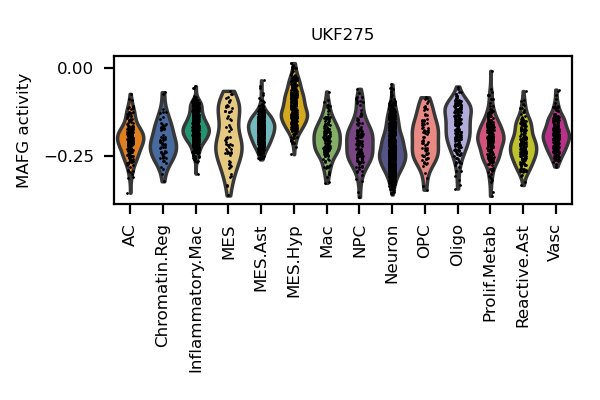 UKF275
MAFG activity
0.00
−0.25
AC
Chromatin.Reg
Inflammatory.Mac
MES
MES.Ast
MES.Hyp
Mac
NPC
Neuron
OPC
Oligo
Prolif.Metab
Reactive.Ast
Vasc